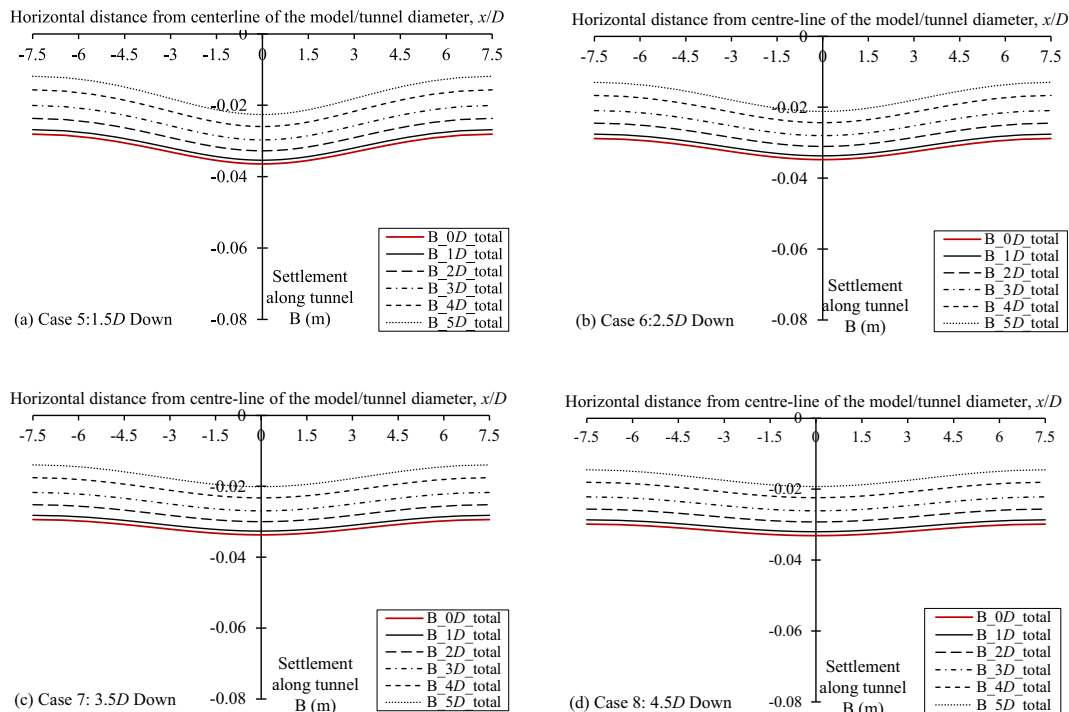 Horizontal distance from centerline of the model/tunnel diameter, x/D
0
-7.5 -6 -4.5 -3 -1.5 0 1.5 3 4.5 6 7.5
-0.02
-0.04
-0.06
-0.08
Settlement
along tunnel
B (m)
B_0D_total
B_1D_total
B_2D_total
B_3D_total
B_4D_total
B_5D_total
(a) Case 5:1.5D Down
Horizontal distance from centre-line of the model/tunnel diameter, x/D
0
-7.5 -6 -4.5 -3 -1.5 0 1.5 3 4.5 6 7.5
-0.02
-0.04
-0.06
-0.08
Settlement
along tunnel
B (m)
B_0D_total
B_1D_total
B_2D_total
B_3D_total
B_4D_total
B_5D_total
(b) Case 6:2.5D Down
Horizontal distance from centre-line of the model/tunnel diameter, x/D
0
-7.5 -6 -4.5 -3 -1.5 0 1.5 3 4.5 6 7.5
-0.02
-0.04
-0.06
-0.08
Settlement
along tunnel
B (m)
B_0D_total
B_1D_total
B_2D_total
B_3D_total
B_4D_total
B_5D_total
(c) Case 7: 3.5D Down
Horizontal distance from centre-line of the model/tunnel diameter, x/D
0
-7.5 -6 -4.5 -3 -1.5 0 1.5 3 4.5 6 7.5
-0.02
-0.04
-0.06
-0.08
Settlement
along tunnel
B (m)
B_0D_total
B_1D_total
B_2D_total
B_3D_total
B_4D_total
B_5D_total
(d) Case 8: 4.5D Down